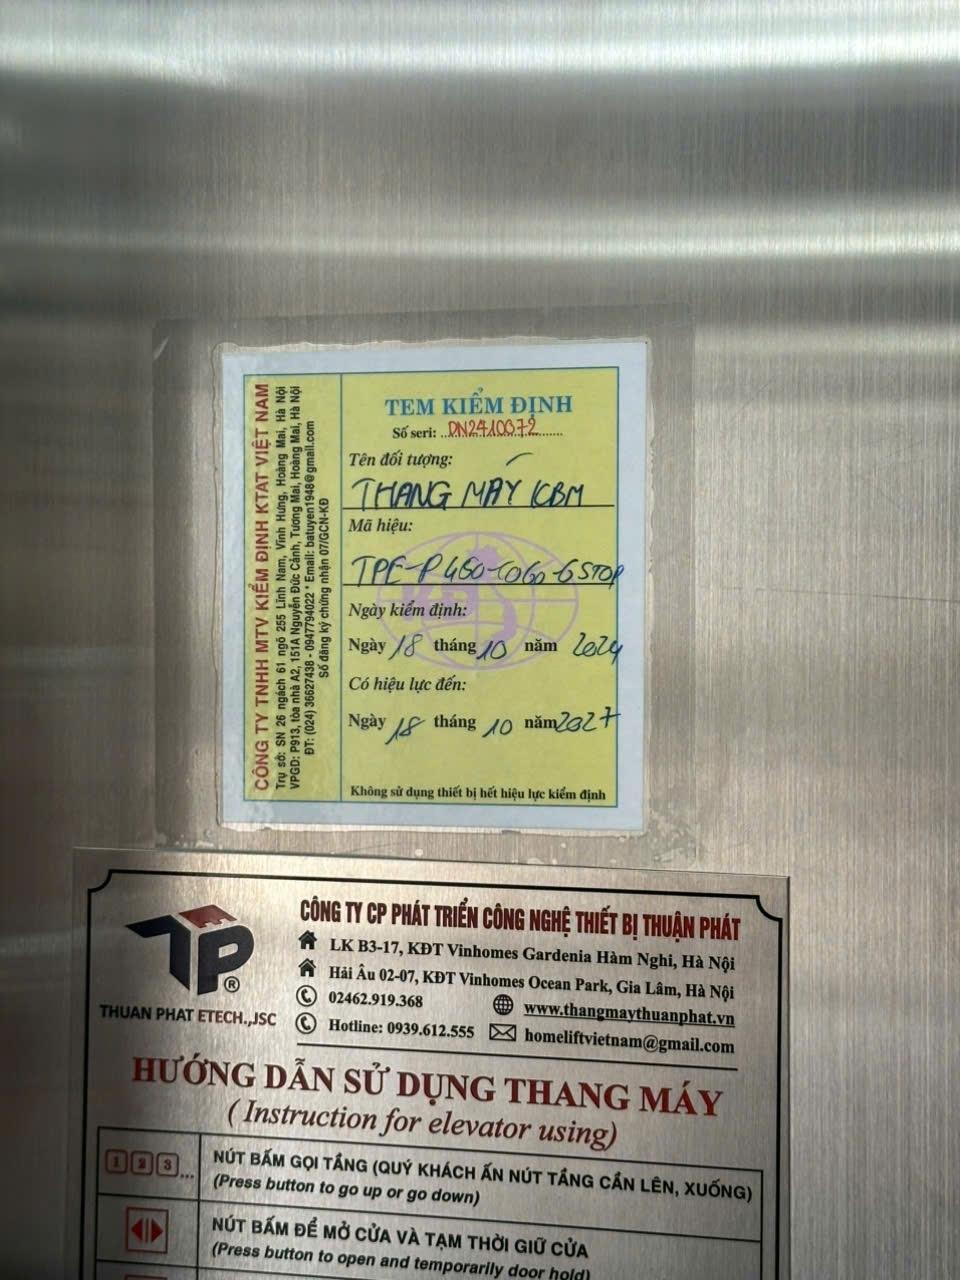 CÔNG TY TNHH MTV KIỂM ĐỊNH KTAT VIỆT NAM
Trụ sở: SN 26 ngách 61 ngõ 255 Lĩnh Nam, Vĩnh Hưng, Hoàng Mai, Hà Nội
VPGD: P913, tòa nhà A2, 151A Nguyễn Đức Cảnh, Tương Mai, Hoàng Mai, Hà Nội
ĐT: (024) 36627438 - 0947794022 * Email: batuyen1948@gmail.com
Số đăng ký chứng nhận 07/GCN-KĐ
TEM KIỂM ĐỊNH
Số seri: DN2410372
Tên đối tượng:
THANG MÁY KBM
Mã hiệu:
TPE-P450-CO60-6STOP
Ngày kiểm định:
Ngày 18 tháng 10 năm 2024
Có hiệu lực đến:
Ngày 18 tháng 10 năm 2027
Không sử dụng thiết bị hết hiệu lực kiểm định
TP®
THUAN PHAT ETECH.,JSC
CÔNG TY CP PHÁT TRIỂN CÔNG NGHỆ THIẾT BỊ THUẬN PHÁT
LK B3-17, KĐT Vinhomes Gardenia Hàm Nghi, Hà Nội
Hải Âu 02-07, KĐT Vinhomes Ocean Park, Gia Lâm, Hà Nội
02462.919.368 www.thangmaythuanphat.vn
Hotline: 0939.612.555 homeliftvietnam@gmail.com
HƯỚNG DẪN SỬ DỤNG THANG MÁY
( Instruction for elevator using)
1 2 3 ...
NÚT BẤM GỌI TẦNG (QUÝ KHÁCH ẤN NÚT TẦNG CẦN LÊN, XUỐNG)
(Press button to go up or go down)
NÚT BẤM ĐỂ MỞ CỬA VÀ TẠM THỜI GIỮ CỬA
(Press button to open and temporarily door hold)